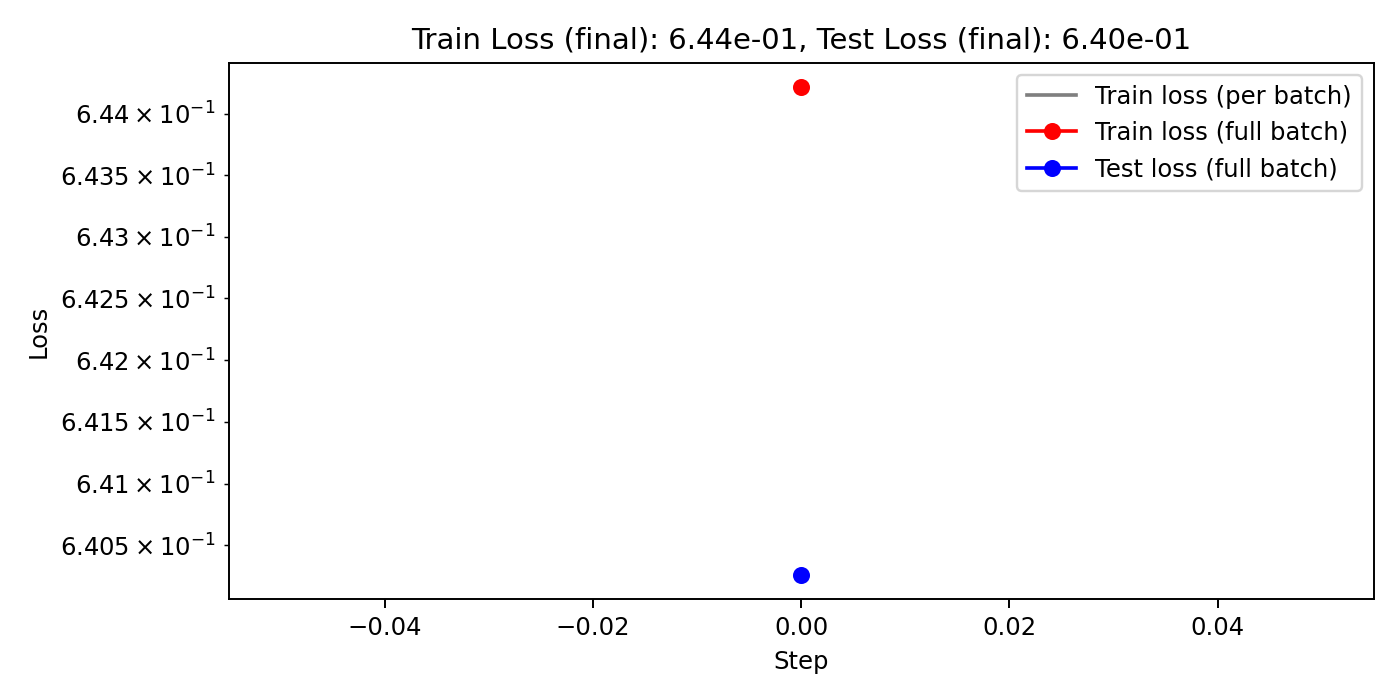 Train Loss (final): 6.44e-01, Test Loss (final): 6.40e-01
Train loss (per batch)
Train loss (full batch)
Test loss (full batch)
6.44 × 10⁻¹
6.435 × 10⁻¹
6.43 × 10⁻¹
6.425 × 10⁻¹
6.42 × 10⁻¹
6.415 × 10⁻¹
6.41 × 10⁻¹
6.405 × 10⁻¹
Loss
−0.04 −0.02 0.00 0.02 0.04
Step